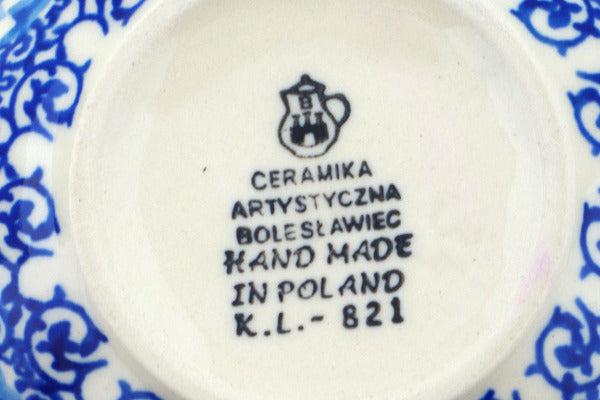 B
CERAMIKA
ARTYSTYCZNA
BOLESŁAWIEC
HAND MADE
IN POLAND
K.L.- 821